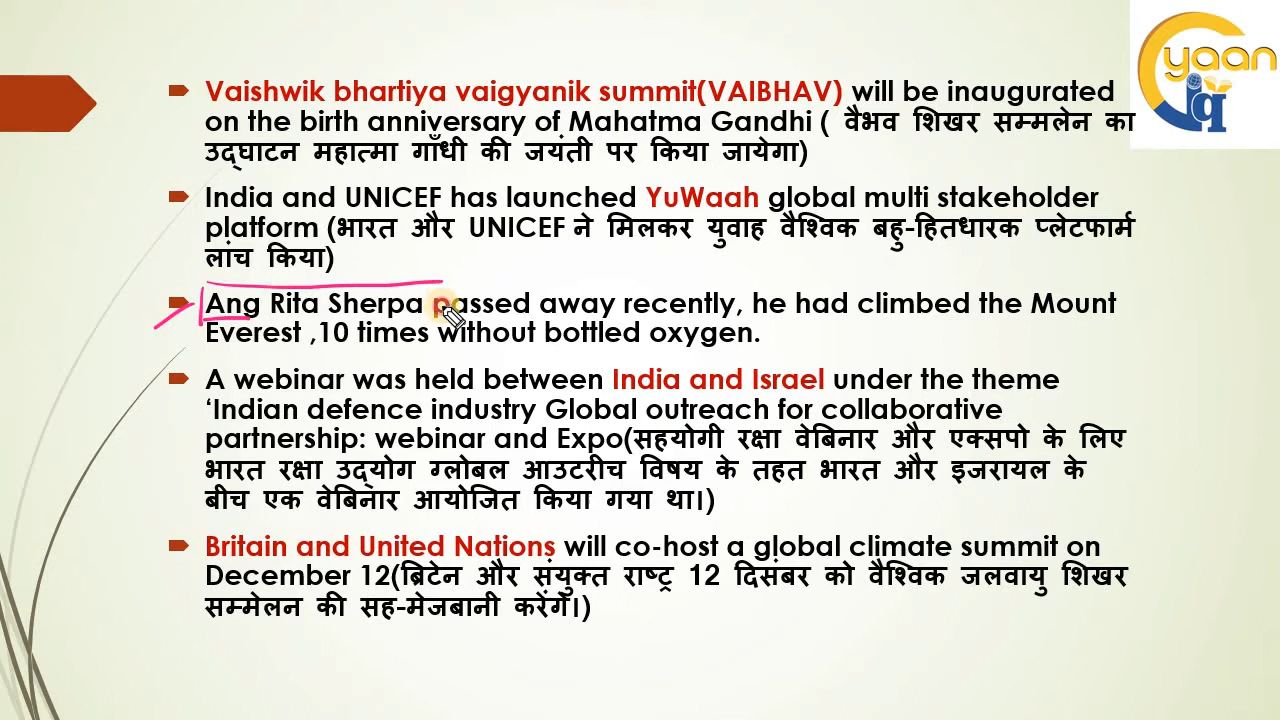 yaan
q
Vaishwik bhartiya vaigyanik summit(VAIBHAV) will be inaugurated
on the birth anniversary of Mahatma Gandhi ( वैभव शिखर सम्मलेन का
उद्घाटन महात्मा गाँधी की जयंती पर किया जायेगा)
India and UNICEF has launched YuWaah global multi stakeholder
platform (भारत और UNICEF ने मिलकर युवाह वैश्विक बहु-हितधारक प्लेटफार्म
लांच किया)
Ang Rita Sherpa passed away recently, he had climbed the Mount
Everest ,10 times without bottled oxygen.
A webinar was held between India and Israel under the theme
‘Indian defence industry Global outreach for collaborative
partnership: webinar and Expo(सहयोगी रक्षा वेबिनार और एक्सपो के लिए
भारत रक्षा उद्योग ग्लोबल आउटरीच विषय के तहत भारत और इजरायल के
बीच एक वेबिनार आयोजित किया गया था।)
Britain and United Nations will co-host a global climate summit on
December 12(ब्रिटेन और संयुक्त राष्ट्र 12 दिसंबर को वैश्विक जलवायु शिखर
सम्मेलन की सह-मेजबानी करेंगे।)